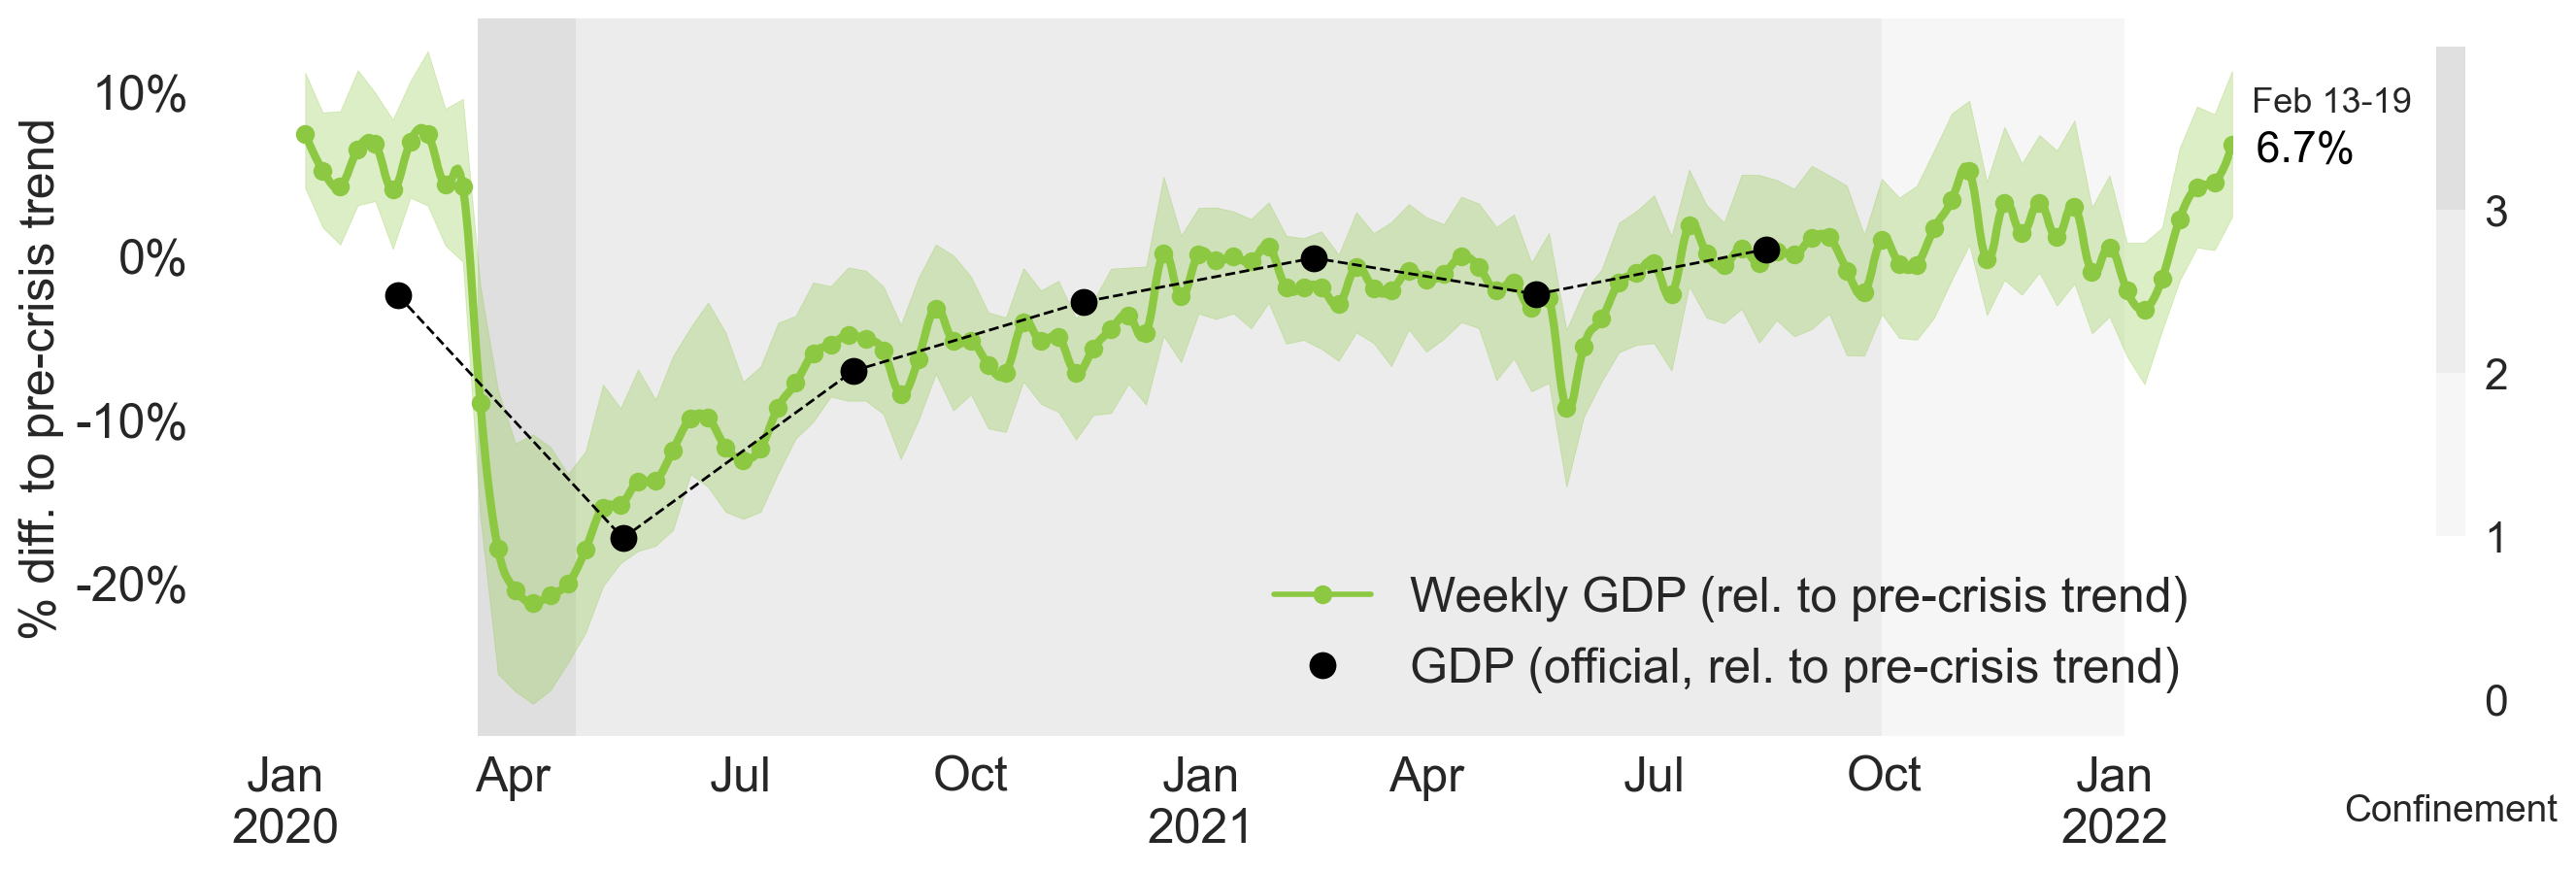 % diff. to pre-crisis trend
10%
0%
-10%
-20%
Feb 13-19
6.7%
3
2
1
0
Weekly GDP (rel. to pre-crisis trend)
GDP (official, rel. to pre-crisis trend)
Jan Apr Jul Oct Jan Apr Jul Oct Jan
2020 2021 2022
Confinement